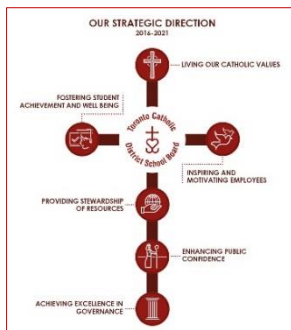 OUR STRATEGIC DIRECTION
2016-2021
LIVING OUR CATHOLIC VALUES
FOSTERING STUDENT
ACHIEVEMENT AND WELL BEING
Toronto Catholic
District School Board
INSPIRING AND
MOTIVATING EMPLOYEES
PROVIDING STEWARDSHIP
OF RESOURCES
ENHANCING PUBLIC
CONFIDENCE
ACHIEVING EXCELLENCE IN
GOVERNANCE